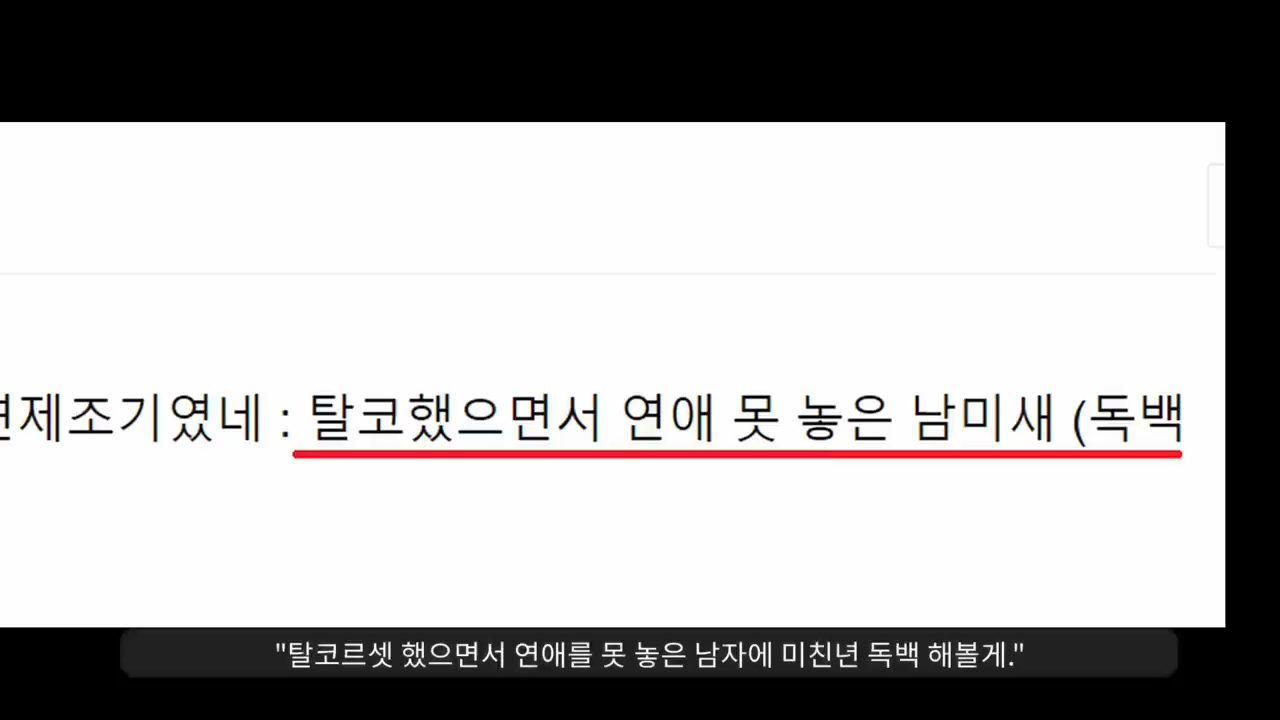 제조기였네 : 탈코했으면서 연애 못 놓은 남미새 (독백
"탈코르셋 했으면서 연애를 못 놓은 남자에 미친년 독백 해볼게."